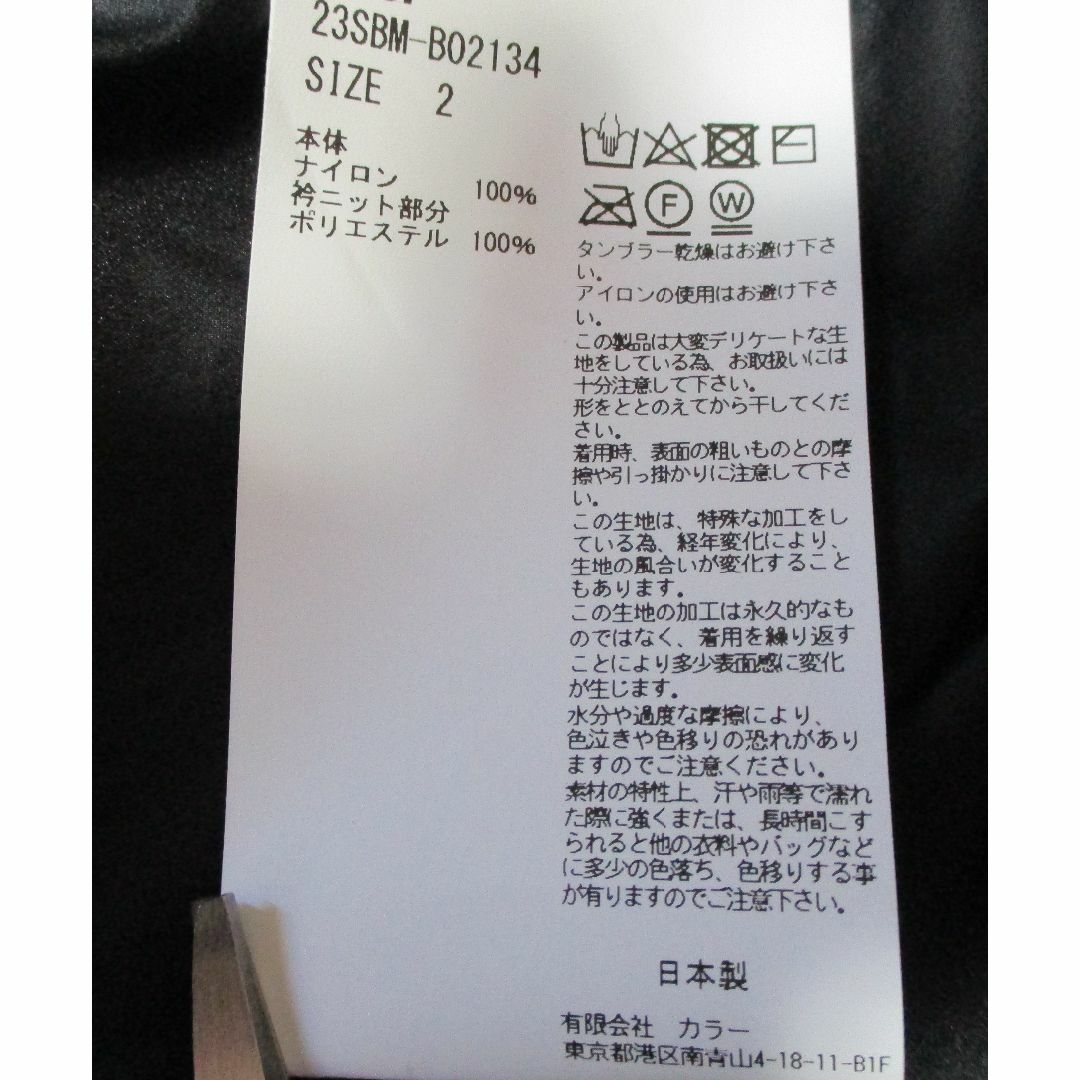 23SBM-B02134
SIZE 2
本体
ナイロン 100%
衿ニット部分
ポリエステル 100%
F W
タンブラー乾燥はお避け下さ
い。
アイロンの使用はお避け下さ
い。
この製品は大変デリケートな生
地をしている為、お取扱いには
十分注意して下さい。
形をととのえてから干してくだ
さい。
着用時、表面の粗いものとの摩
擦や引っ掛かりに注意して下さ
い。
この生地は、特殊な加工をし
ている為、経年変化により、
生地の風合いが変化すること
もあります。
この生地の加工は永久的なも
のではなく、着用を繰り返す
ことにより多少表面感に変化
が生じます。
水分や過度な摩擦により、
色泣きや色移りの恐れがあり
ますのでご注意ください。
素材の特性上、汗や雨等で濡れ
た際に強くまたは、長時間こす
られると他の衣料やバッグなど
に多少の色落ち、色移りする事
が有りますのでご注意下さい。
日本製
有限会社 カラー
東京都港区南青山4-18-11-B1F